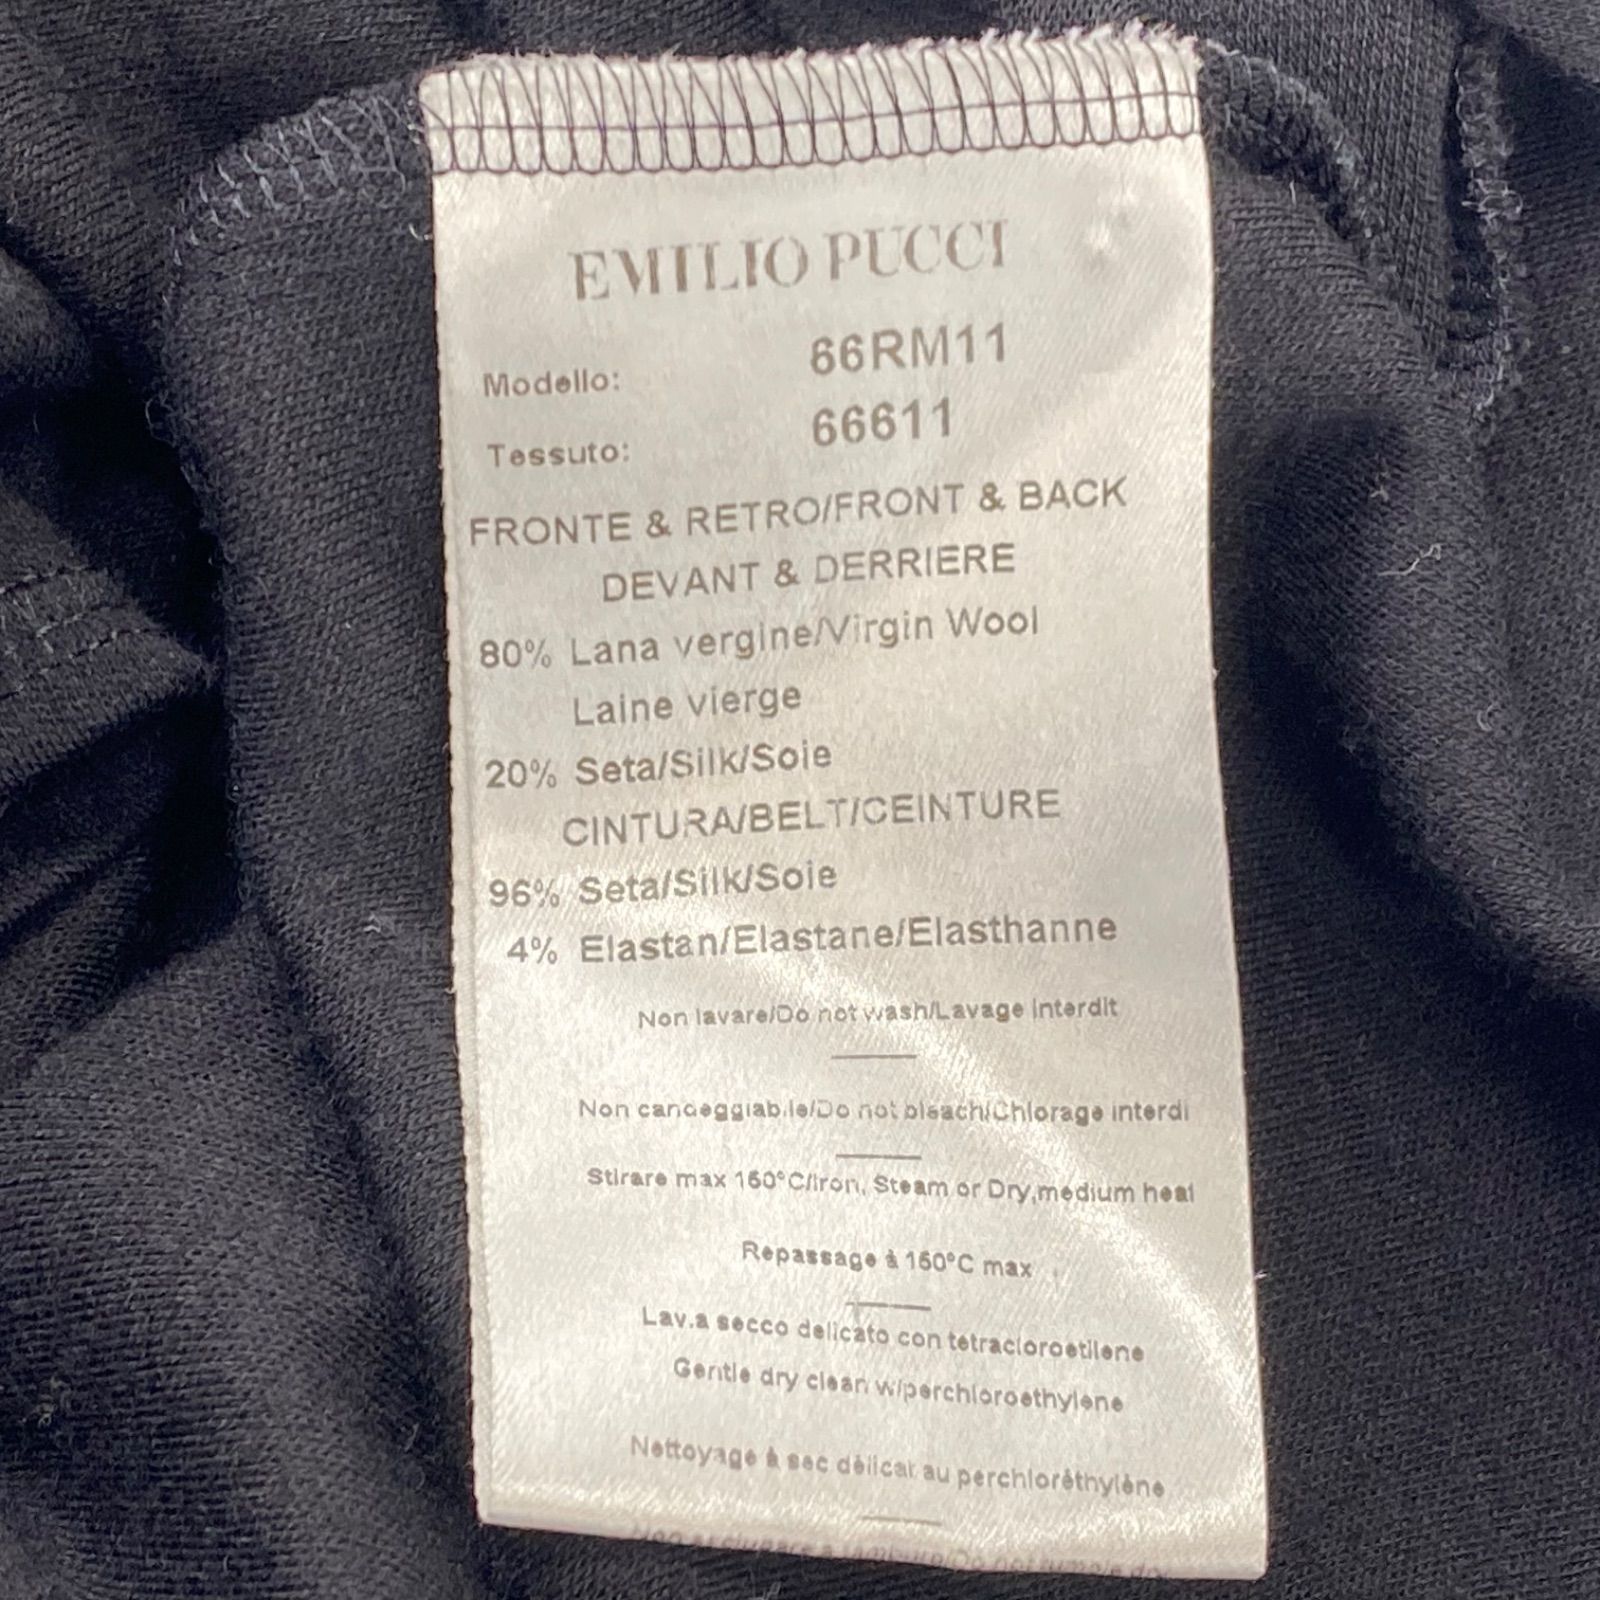 EMILIO PUCCI
Modello: 66RM11
Tessuto: 66611
FRONTE & RETRO/FRONT & BACK
DEVANT & DERRIERE
80% Lana vergine/Virgin Wool
Laine vierge
20% Seta/Silk/Soie
CINTURA/BELT/CEINTURE
96% Seta/Silk/Soie
4% Elastan/Elastane/Elasthanne
Non lavare/Do not wash/Lavage interdit
Non candeggiabile/Do not bleach/Chlorage interdi
Stirare max 150°C/Iron, Steam or Dry,medium heat
Repassage à 150°C max
Lav.a secco delicato con tetracloroetilene
Gentle dry clean w/perchloroethylene
Nettoyage à sec délicat au perchloréthylène